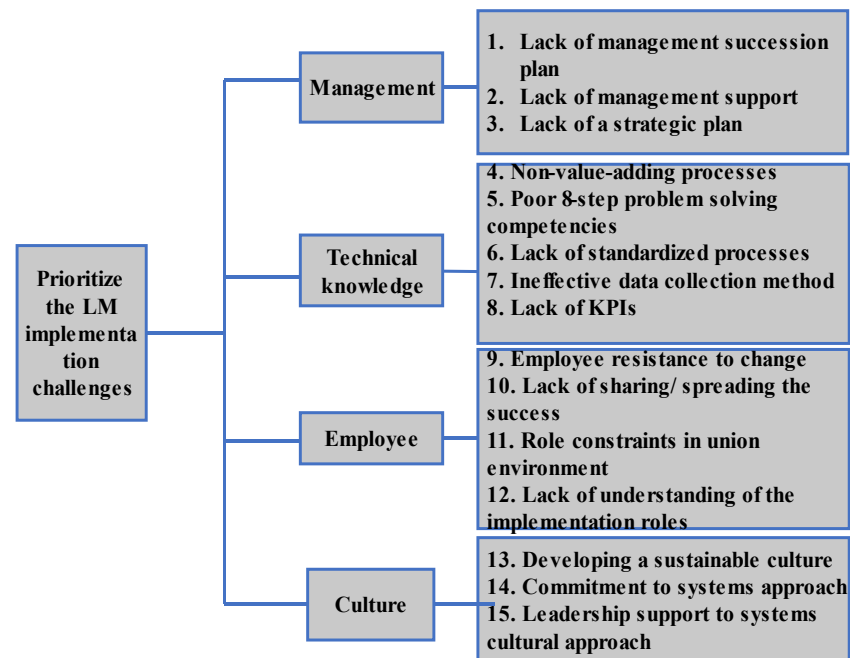 Prioritize
the LM
implementa
tion
challenges
Management
1. Lack of management succession
plan
2. Lack of management support
3. Lack of a strategic plan
Technical
knowledge
4. Non-value-adding processes
5. Poor 8-step problem solving
competencies
6. Lack of standardized processes
7. Ineffective data collection method
8. Lack of KPIs
Employee
9. Employee resistance to change
10. Lack of sharing/ spreading the
success
11. Role constraints in union
environment
12. Lack of understanding of the
implementation roles
Culture
13. Developing a sustainable culture
14. Commitment to systems approach
15. Leadership support to systems
cultural approach